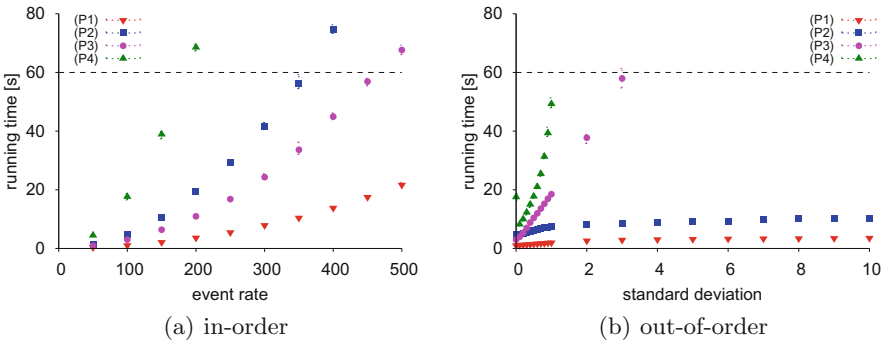 80
60
40
20
0
running time [s]
(P1)
(P2)
(P3)
(P4)
0
100
200
300
400
500
event rate
(a) in-order
80
60
40
20
0
running time [s]
(P1)
(P2)
(P3)
(P4)
0
2
4
6
8
10
standard deviation
(b) out-of-order